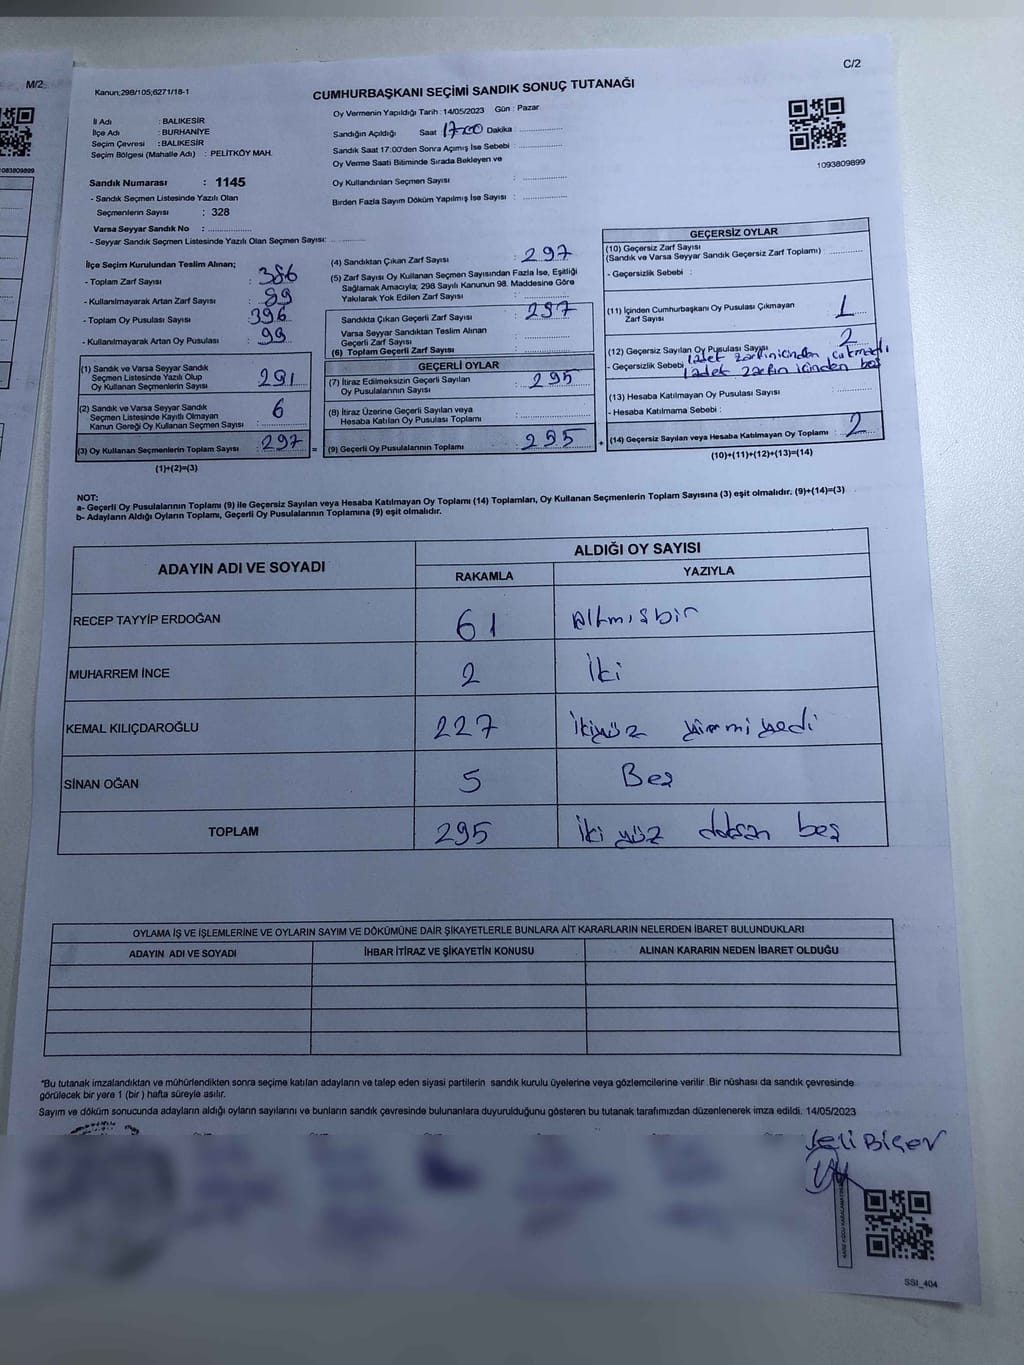 M/2
C/2
Kanun;298/105;6271/18-1
CUMHURBAŞKANI SEÇİMİ SANDIK SONUÇ TUTANAĞI
İl Adı : BALIKESİR
İlçe Adı : BURHANİYE
Seçim Çevresi : BALIKESİR
Seçim Bölgesi (Mahalle Adı) : PELİTKÖY MAH.
Sandık Numarası : 1145
- Sandık Seçmen Listesinde Yazılı Olan
Seçmenlerin Sayısı : 328
Varsa Seyyar Sandık No :
- Seyyar Sandık Seçmen Listesinde Yazılı Olan Seçmen Sayısı:
Oy Vermenin Yapıldığı Tarih : 14/05/2023 Gün : Pazar
Sandığın Açıldığı Saat 17:00 Dakika
Sandık Saat 17:00'den Sonra Açımış İse Sebebi :
Oy Verme Saati Bitiminde Sırada Bekleyen ve
Oy Kullandırılan Seçmen Sayısı :
Birden Fazla Sayım Döküm Yapılmış İse Sayısı :
1093809899
İlçe Seçim Kurulundan Teslim Alınan;
- Toplam Zarf Sayısı : 386
- Kullanılmayarak Artan Zarf Sayısı : 89
- Toplam Oy Pusulası Sayısı : 396
- Kullanılmayarak Artan Oy Pusulası : 99
(1) Sandık ve Varsa Seyyar Sandık
Seçmen Listesinde Yazılı Olup
Oy Kullanan Seçmenlerin Sayısı : 291
(2) Sandık ve Varsa Seyyar Sandık
Seçmen Listesinde Kayıtlı Olmayan
Kanun Gereği Oy Kullanan Seçmen Sayısı : 6
(3) Oy Kullanan Seçmenlerin Toplam Sayısı : 297
(1)+(2)=(3)
(4) Sandıktan Çıkan Zarf Sayısı : 297
(5) Zarf Sayısı Oy Kullanan Seçmen Sayısından Fazla İse, Eşitliği
Sağlamak Amacıyla; 298 Sayılı Kanunun 98. Maddesine Göre
Yakılarak Yok Edilen Zarf Sayısı :
Sandıkta Çıkan Geçerli Zarf Sayısı : 297
Varsa Seyyar Sandıktan Teslim Alınan
Geçerli Zarf Sayısı :
(6) Toplam Geçerli Zarf Sayısı :
GEÇERLİ OYLAR
(7) İtiraz Edilmeksizin Geçerli Sayılan
Oy Pusulasının Sayısı : 295
(8) İtiraz Üzerine Geçerli Sayılan veya
Hesaba Katılan Oy Pusulası Toplamı :
(9) Geçerli Oy Pusulalarının Toplamı : 295
GEÇERSİZ OYLAR
(10) Geçersiz Zarf Sayısı
(Sandık ve Varsa Seyyar Sandık Geçersiz Zarf Toplamı) :
- Geçersizlik Sebebi :
(11) İçinden Cumhurbaşkanı Oy Pusulası Çıkmayan
Zarf Sayısı : 1
(12) Geçersiz Sayılan Oy Pusulası Sayısı : 2
- Geçersizlik Sebebi 1 adet zarfın içinden çıkmadı
1 adet zarfın içinden boş
(13) Hesaba Katılmayan Oy Pusulası Sayısı :
- Hesaba Katılmama Sebebi :
(14) Geçersiz Sayılan veya Hesaba Katılmayan Oy Toplamı : 2
(10)+(11)+(12)+(13)=(14)
NOT:
a- Geçerli Oy Pusulalarının Toplamı (9) ile Geçersiz Sayılan veya Hesaba Katılmayan Oy Toplamı (14) Toplamları, Oy Kullanan Seçmenlerin Toplam Sayısına (3) eşit olmalıdır. (9)+(14)=(3)
b- Adayların Aldığı Oyların Toplamı, Geçerli Oy Pusulalarının Toplamına (9) eşit olmalıdır.
ADAYIN ADI VE SOYADI
ALDIĞI OY SAYISI
RAKAMLA YAZIYLA
RECEP TAYYİP ERDOĞAN 61 Altmışbir
MUHARREM İNCE 2 İki
KEMAL KILIÇDAROĞLU 227 İkiyüz yirmi yedi
SİNAN OĞAN 5 Beş
TOPLAM 295 İki yüz doksan beş
OYLAMA İŞ VE İŞLEMLERİNE VE OYLARIN SAYIM VE DÖKÜMÜNE DAİR ŞİKAYETLERLE BUNLARA AİT KARARLARIN NELERDEN İBARET BULUNDUKLARI
ADAYIN ADI VE SOYADI İHBAR İTİRAZ VE ŞİKAYETİN KONUSU ALINAN KARARIN NEDEN İBARET OLDUĞU
*Bu tutanak imzalandıktan ve mühürlendikten sonra seçime katılan adayların ve talep eden siyasi partilerin sandık kurulu üyelerine veya gözlemcilerine verilir. Bir nüshası da sandık çevresinde
görülecek bir yere 1 (bir) hafta süreyle asılır.
Sayım ve döküm sonucunda adayların aldığı oyların sayılarını ve bunların sandık çevresinde bulunanlara duyurulduğunu gösteren bu tutanak tarafımızdan düzenlenerek imza edildi. 14/05/2023
Veli BİÇER
SSI_404